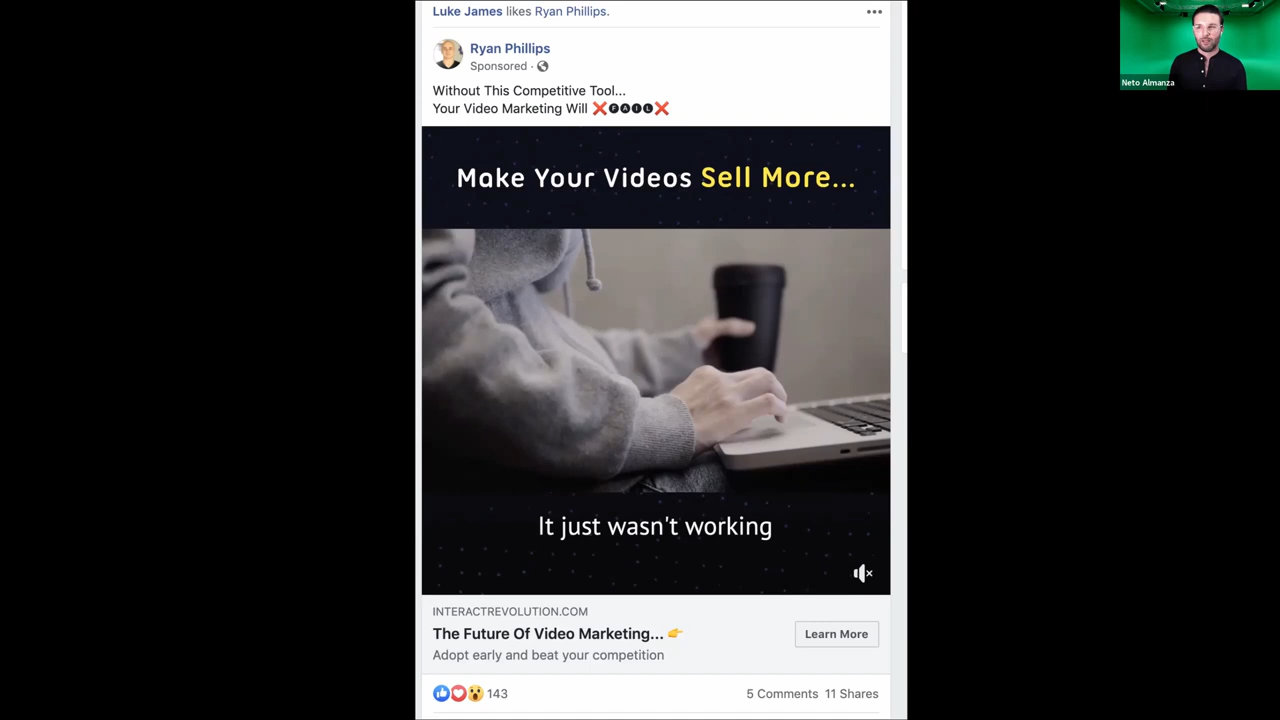 Luke James likes Ryan Phillips.
Ryan Phillips
Sponsored ·
Neto Almanza
Without This Competitive Tool...
Your Video Marketing Will ❌🅕🅐🅘🅛❌
Make Your Videos Sell More...
It just wasn't working
INTERACTREVOLUTION.COM
The Future Of Video Marketing... 👉
Learn More
Adopt early and beat your competition
143
5 Comments 11 Shares